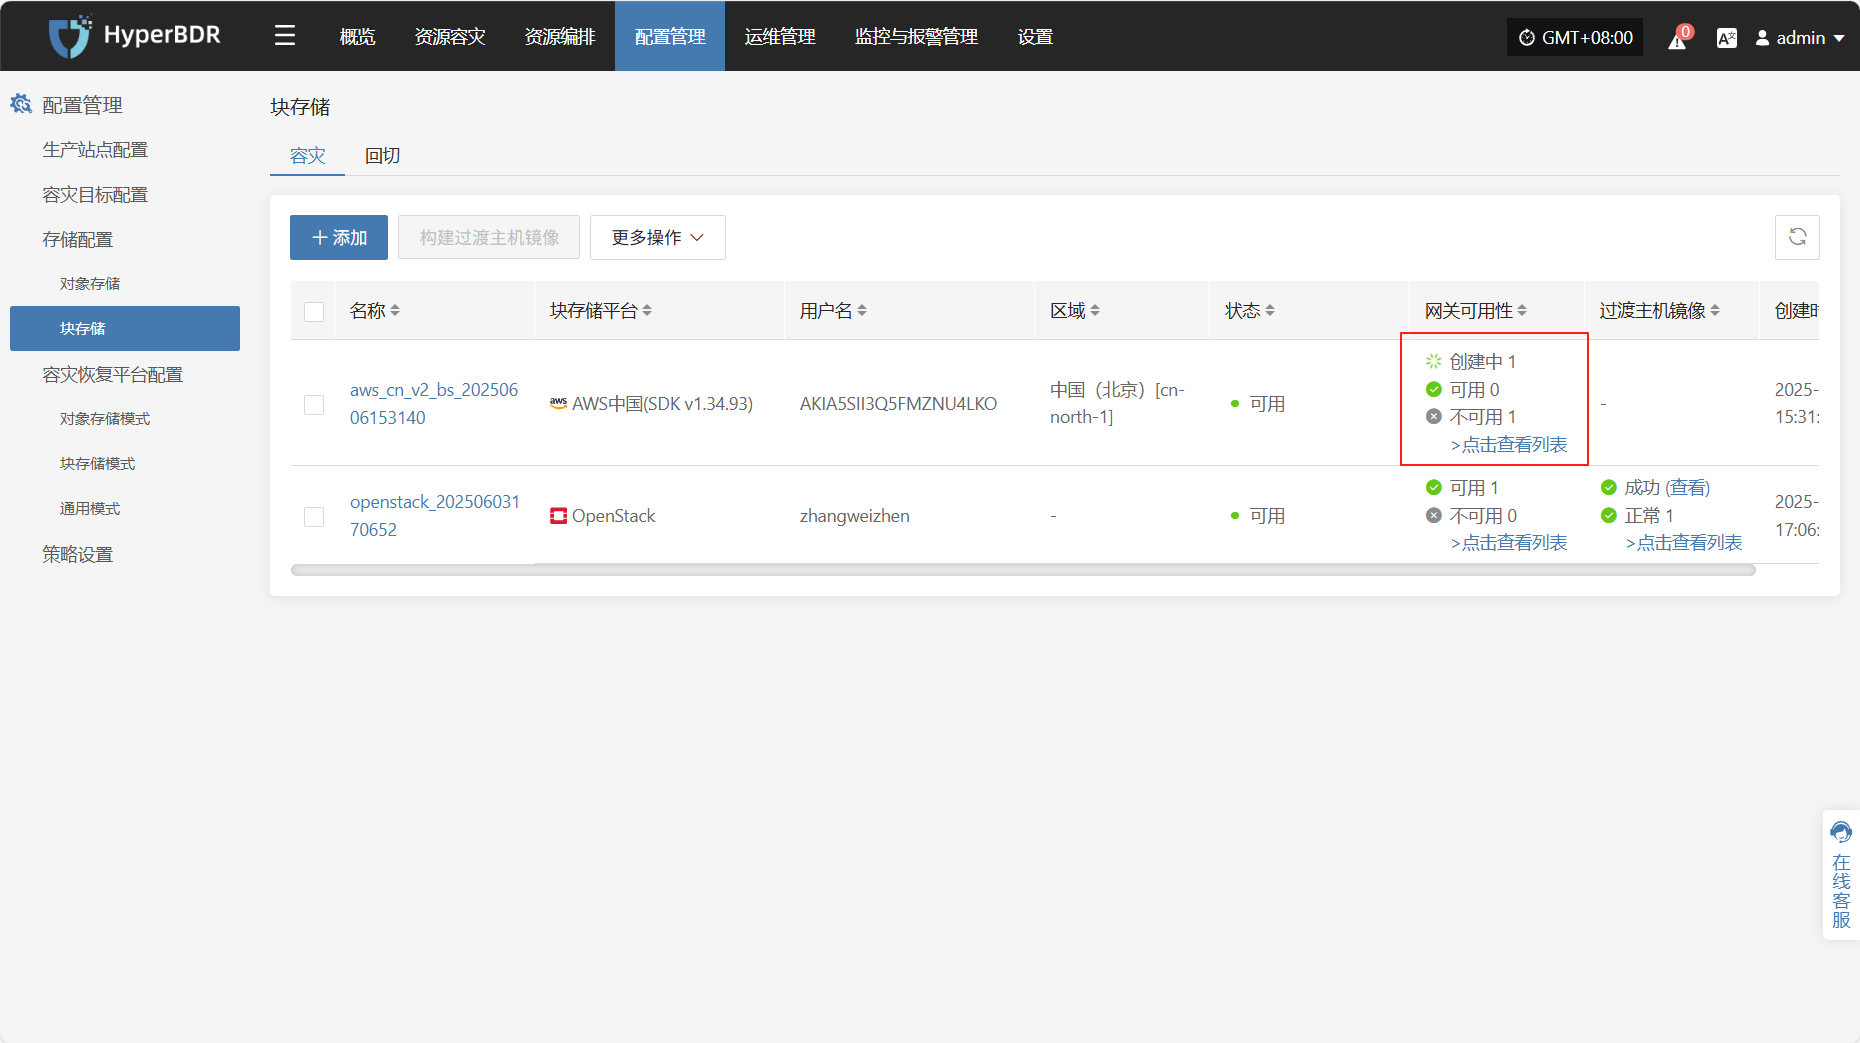 HyperBDR
概览
资源容灾
资源编排
配置管理
运维管理
监控与报警管理
设置
GMT+08:00
0
admin
配置管理
生产站点配置
容灾目标配置
存储配置
对象存储
块存储
容灾恢复平台配置
对象存储模式
块存储模式
通用模式
策略设置
块存储
容灾
回切
添加
构建过渡主机镜像
更多操作
名称
块存储平台
用户名
区域
状态
网关可用性
过渡主机镜像
创建时
aws_cn_v2_bs_202506
06153140
aws AWS中国(SDK v1.34.93)
AKIA5SII3Q5FMZNU4LKO
中国（北京）[cn-
north-1]
可用
创建中 1
可用 0
不可用 1
>点击查看列表
-
2025-
15:31:
openstack_202506031
70652
OpenStack
zhangweizhen
-
可用
可用 1
不可用 0
>点击查看列表
成功 (查看)
正常 1
>点击查看列表
2025-
17:06:
在线客服